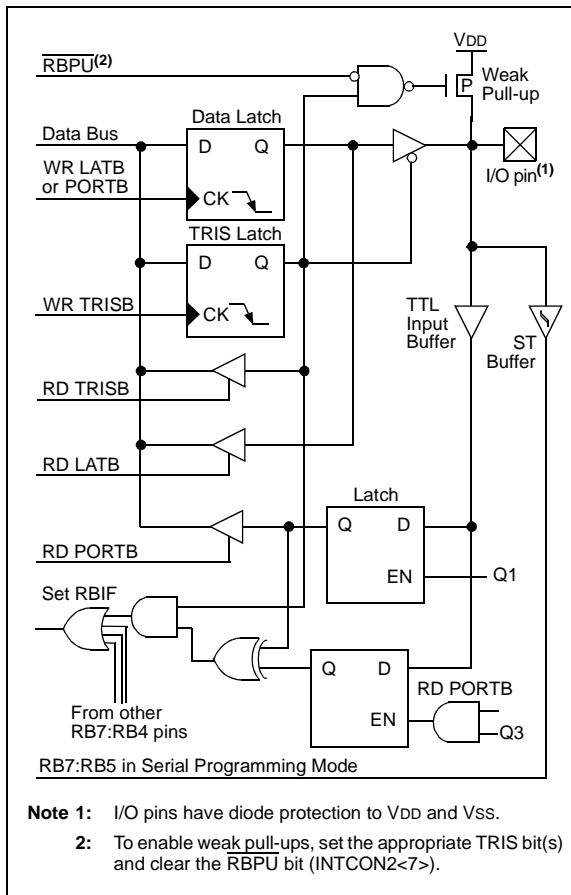 VDD
RBPU(2)
Weak
Pull-up
P
Data Latch
Data Bus
D Q
WR LATB
or PORTB
CK
I/O pin(1)
TRIS Latch
D Q
WR TRISB
CK
TTL
Input
Buffer
ST
Buffer
RD TRISB
RD LATB
Latch
Q D
RD PORTB
EN
Q1
Set RBIF
Q D
RD PORTB
EN
Q3
From other
RB7:RB4 pins
RB7:RB5 in Serial Programming Mode
Note 1: I/O pins have diode protection to VDD and VSS.
2: To enable weak pull-ups, set the appropriate TRIS bit(s)
and clear the RBPU bit (INTCON2<7>).